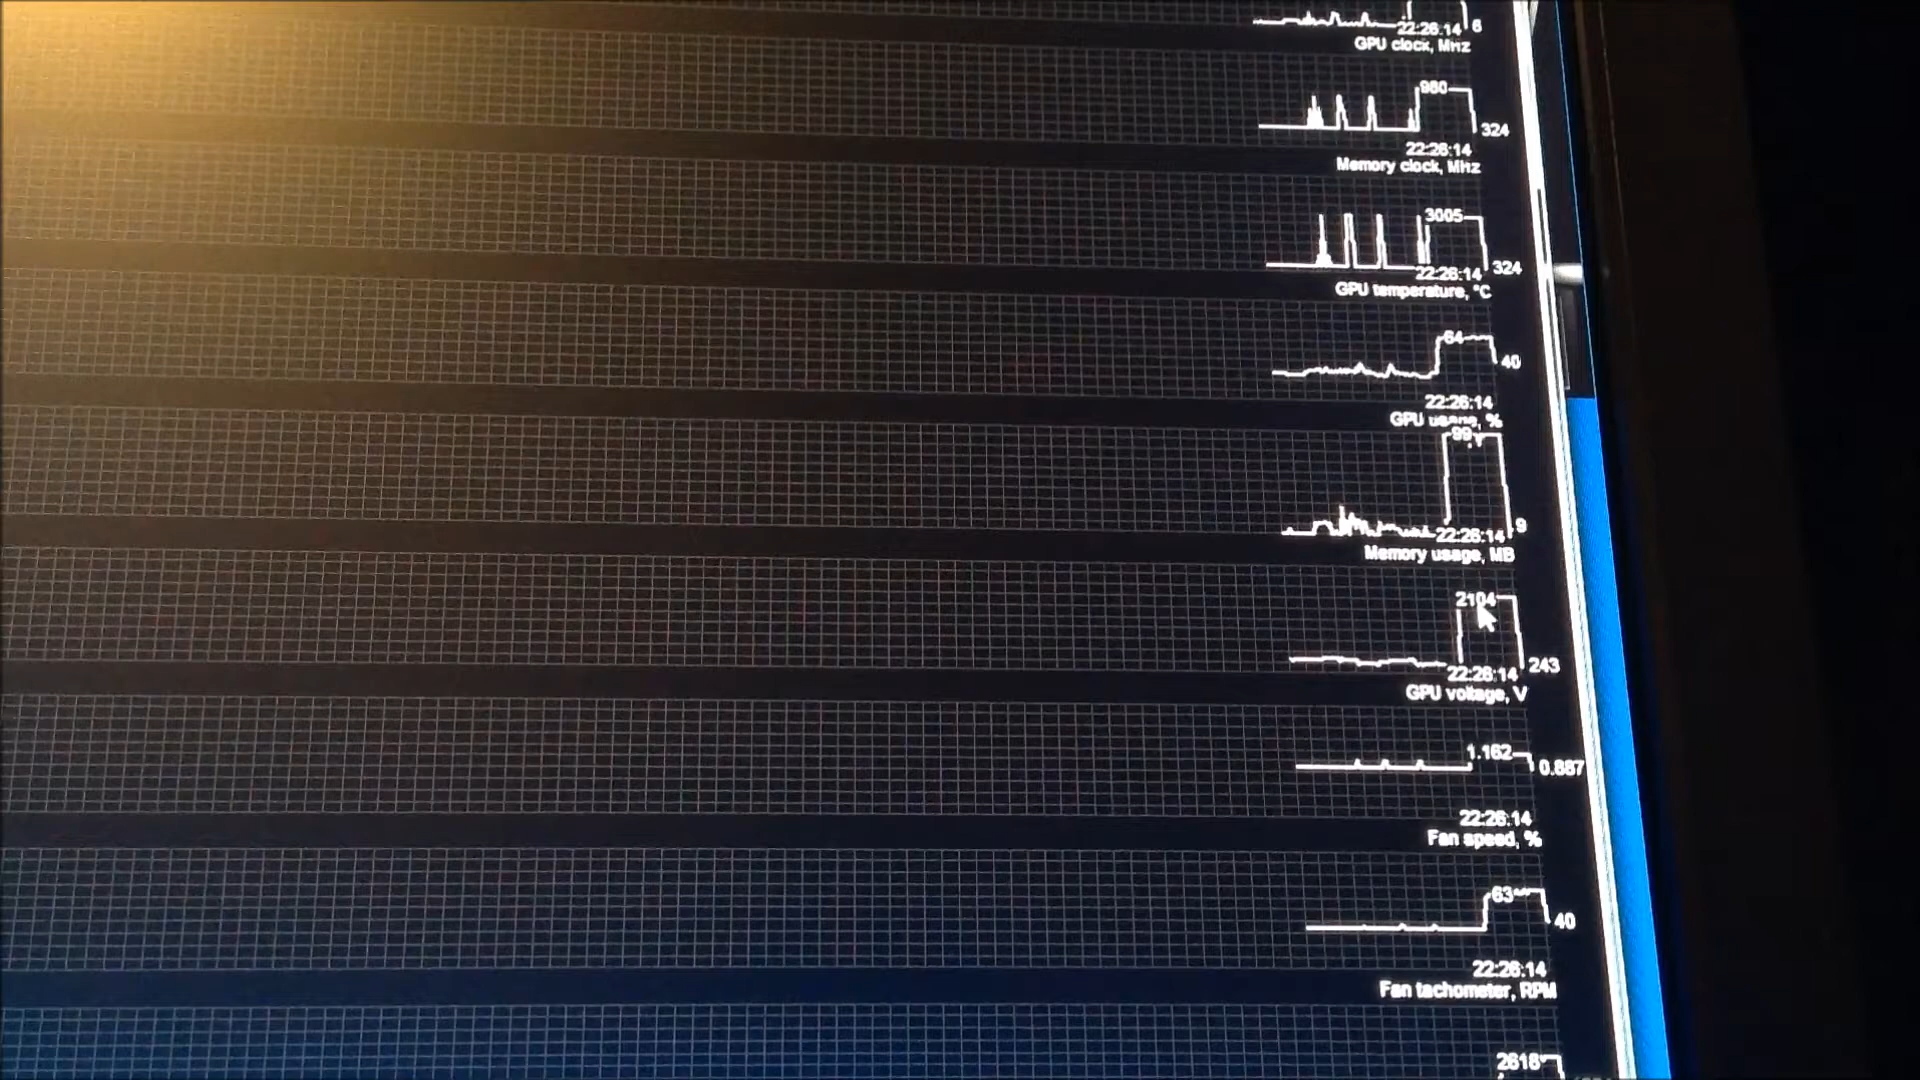 22:26:14 6
GPU clock, Mhz
980
324
22:26:14
Memory clock, Mhz
3005
22:26:14 324
GPU temperature, °C
64
40
22:26:14
GPU usage, %
99
9
22:26:14
Memory usage, MB
2104
243
22:26:14
GPU voltage, V
1.162
0.887
22:26:14
Fan speed, %
63
40
22:26:14
Fan tachometer, RPM
2618